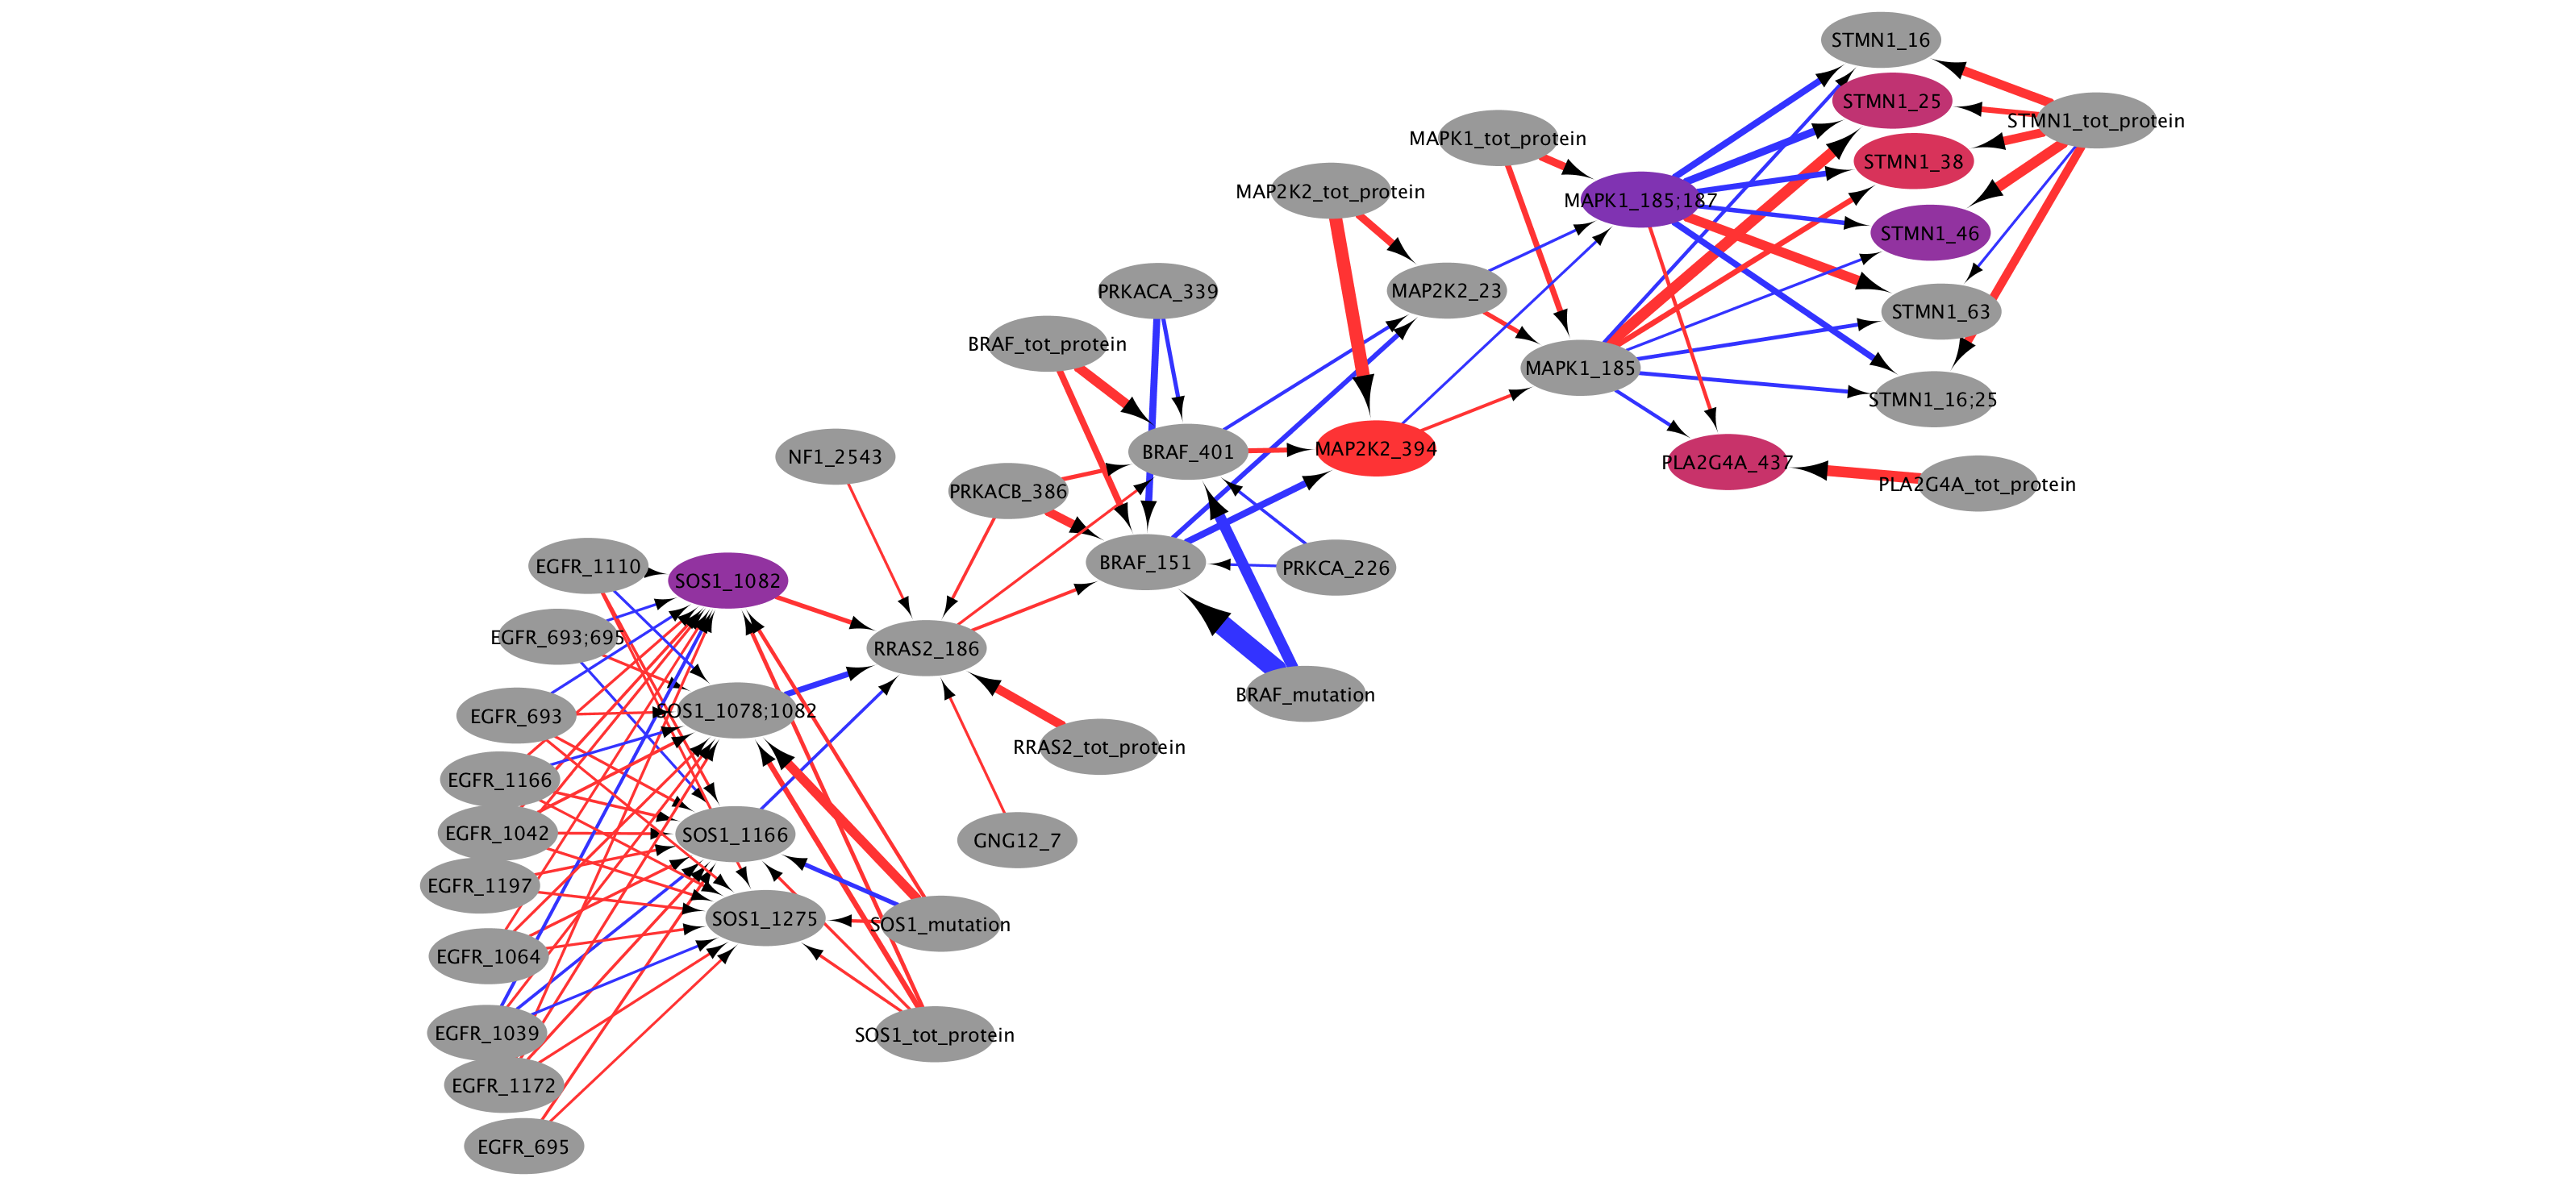 STMN1_16
STMN1_25
STMN1_tot_protein
MAPK1_tot_protein
STMN1_38
MAP2K2_tot_protein
MAPK1_185;187
STMN1_46
PRKACA_339
MAP2K2_23
STMN1_63
BRAF_tot_protein
MAPK1_185
STMN1_16;25
NF1_2543
BRAF_401
MAP2K2_394
PLA2G4A_437
PRKACB_386
PLA2G4A_tot_protein
EGFR_1110
SOS1_1082
BRAF_151
PRKCA_226
EGFR_693;695
RRAS2_186
BRAF_mutation
EGFR_693
SOS1_1078;1082
RRAS2_tot_protein
EGFR_1166
EGFR_1042
SOS1_1166
GNG12_7
EGFR_1197
SOS1_1275
SOS1_mutation
EGFR_1064
EGFR_1039
SOS1_tot_protein
EGFR_1172
EGFR_695